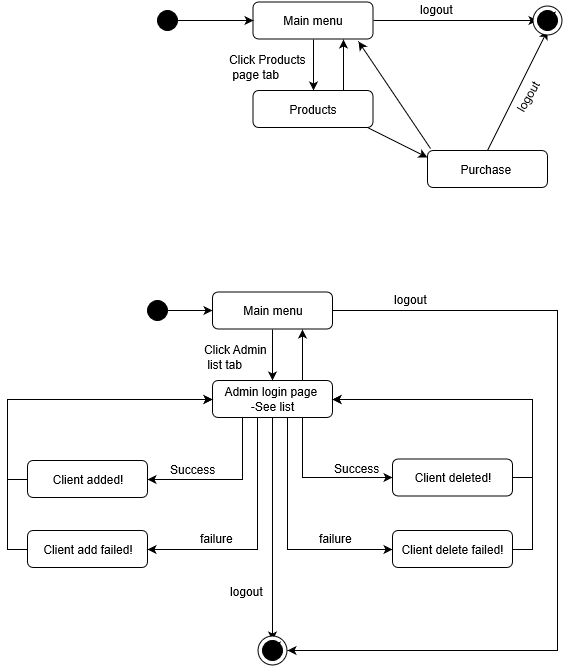 Main menu
logout
Click Products
page tab
Products
logout
Purchase
Main menu
logout
Click Admin
list tab
Admin login page
-See list
Success
Client added!
Success
Client deleted!
failure
Client add failed!
failure
Client delete failed!
logout